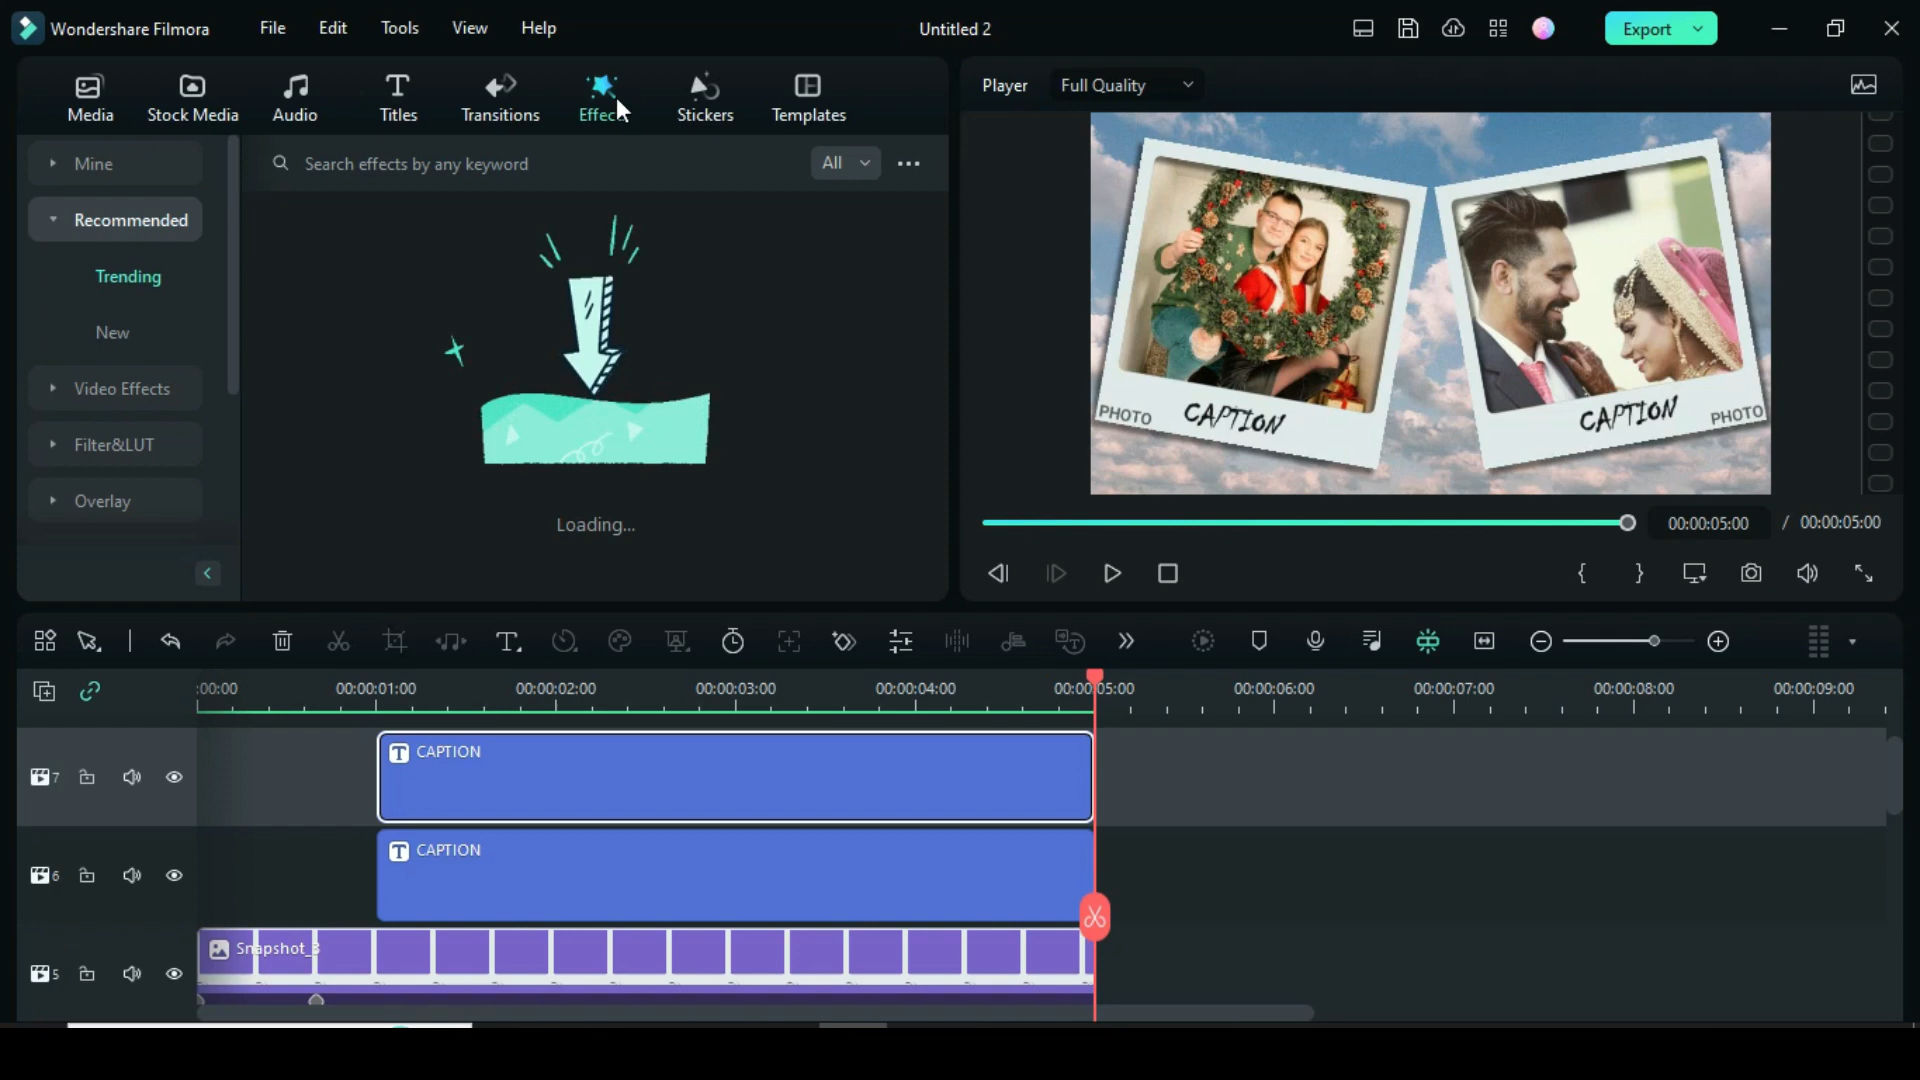 Wondershare Filmora
File
Edit
Tools
View
Help
Untitled 2
Export
Media
Stock Media
Audio
Titles
Transitions
Effec
Stickers
Templates
Player
Full Quality
Mine
Search effects by any keyword
All
Recommended
Trending
New
Video Effects
Filter&LUT
Overlay
Loading...
PHOTO
CAPTION
CAPTION
PHOTO
00:00:05:00
/ 00:00:05:00
:00:00
00:00:01:00
00:00:02:00
00:00:03:00
00:00:04:00
00:00:05:00
00:00:06:00
00:00:07:00
00:00:08:00
00:00:09:00
7
T CAPTION
6
T CAPTION
5
Snapshot_3